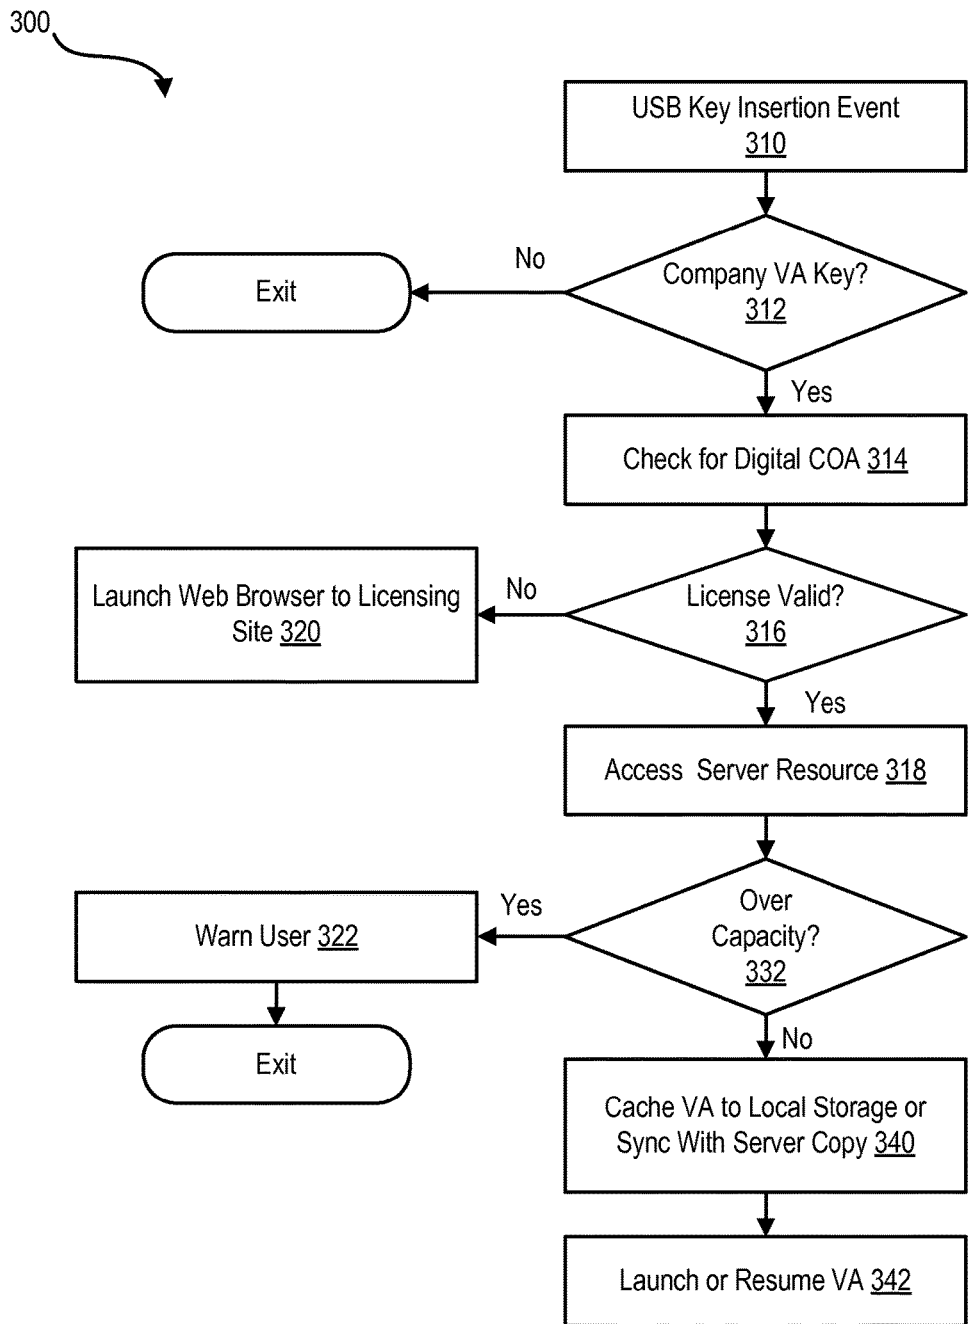 300
USB Key Insertion Event
310
No
Company VA Key?
312
Exit
Yes
Check for Digital COA 314
Launch Web Browser to Licensing
Site 320
No
License Valid?
316
Yes
Access Server Resource 318
Warn User 322
Yes
Over
Capacity?
332
Exit
No
Cache VA to Local Storage or
Sync With Server Copy 340
Launch or Resume VA 342